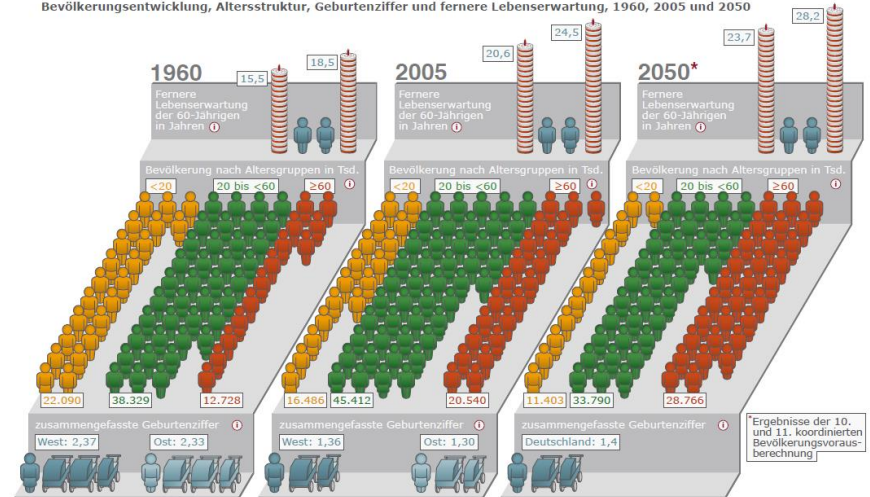 Bevölkerungsentwicklung, Altersstruktur, Geburtenziffer und fernere Lebenserwartung, 1960, 2005 und 2050
1960
15,5
18,5
Fernere
Lebenserwartung
der 60-Jährigen
in Jahren
Bevölkerung nach Altersgruppen in Tsd.
<20
20 bis <60
≥60
22.090
38.329
12.728
zusammengefasste Geburtenziffer
West: 2,37
Ost: 2,33
2005
20,6
24,5
Fernere
Lebenserwartung
der 60-Jährigen
in Jahren
Bevölkerung nach Altersgruppen in Tsd.
<20
20 bis <60
≥60
16.486
45.412
20.540
zusammengefasste Geburtenziffer
West: 1,36
Ost: 1,30
2050*
23,7
28,2
Fernere
Lebenserwartung
der 60-Jährigen
in Jahren
Bevölkerung nach Altersgruppen in Tsd.
<20
20 bis <60
≥60
11.403
33.790
28.766
zusammengefasste Geburtenziffer
Deutschland: 1,4
*Ergebnisse der 10.
und 11. koordinierten
Bevölkerungsvoraus-
berechnung